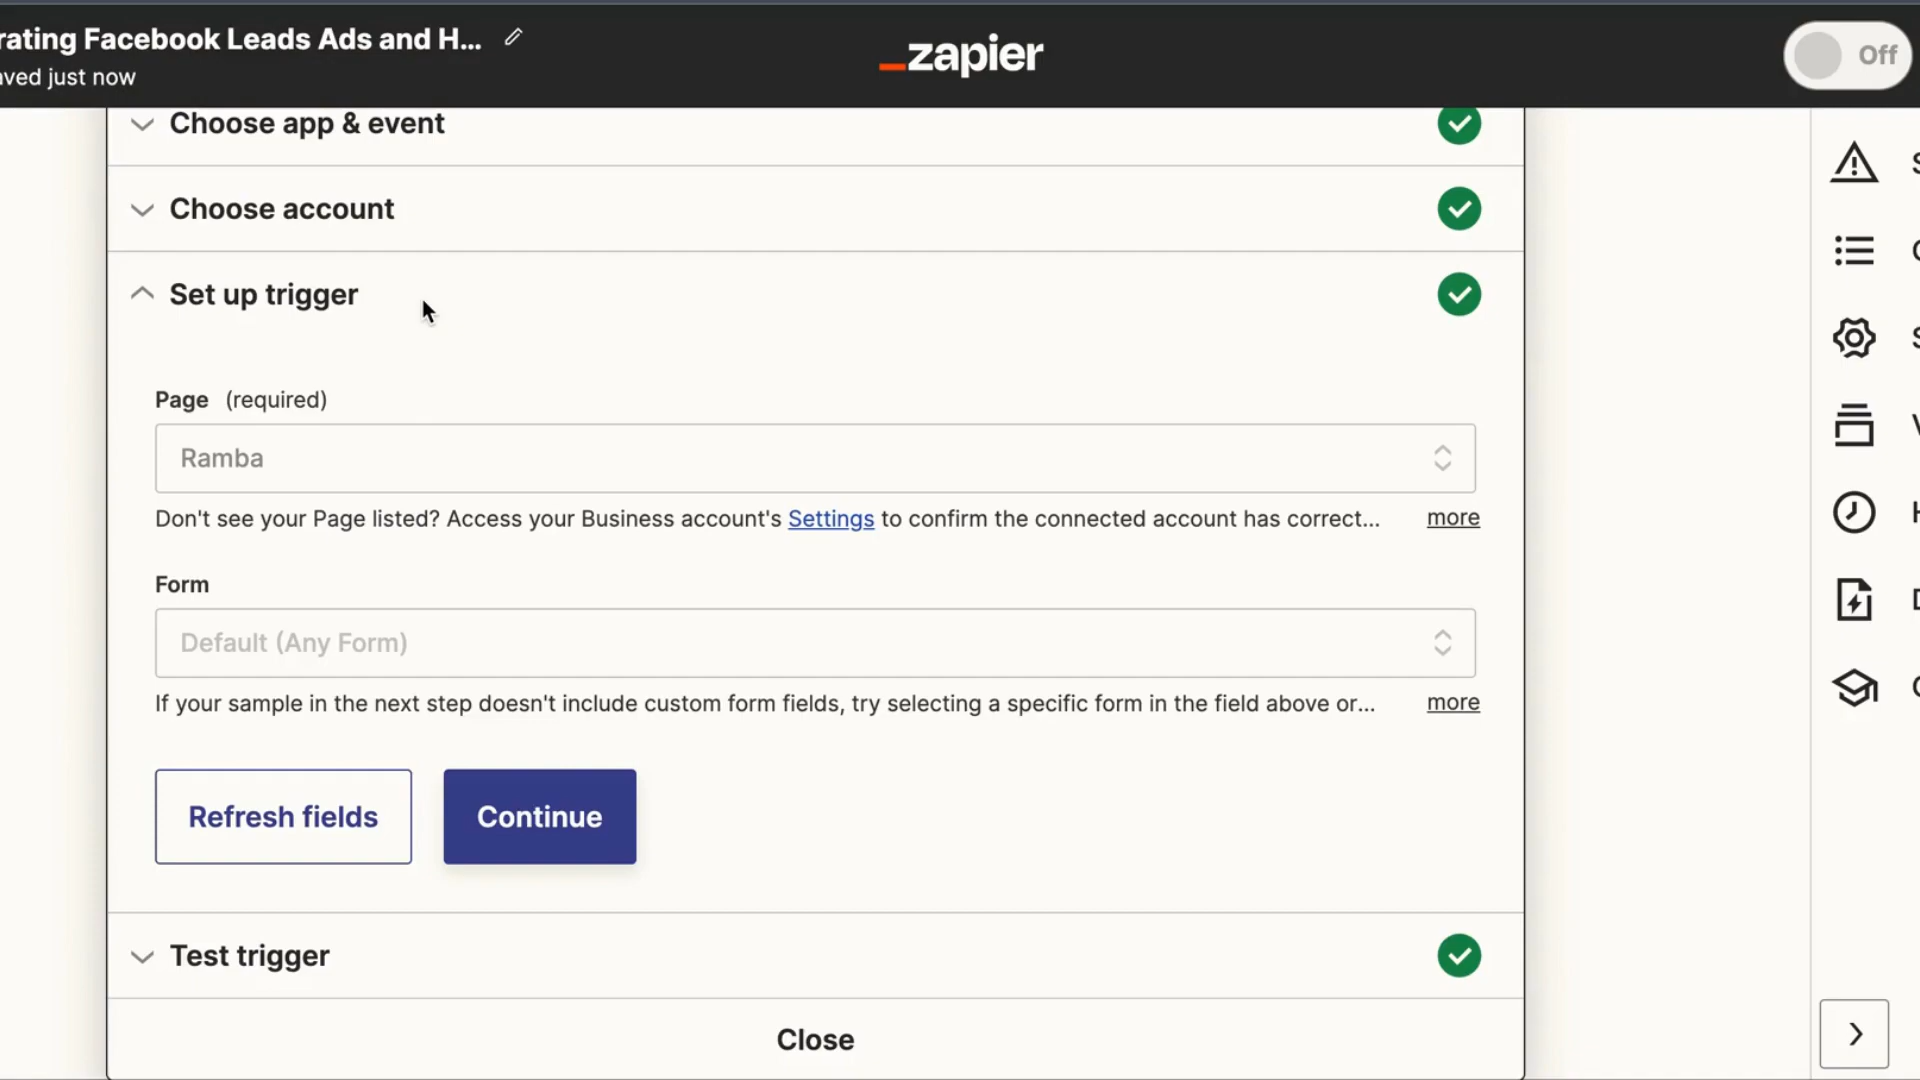 rating Facebook Leads Ads and H...
ved just now
zapier
Off
Choose app & event
Choose account
Set up trigger
Page (required)
Ramba
Don't see your Page listed? Access your Business account's Settings to confirm the connected account has correct... more
Form
Default (Any Form)
If your sample in the next step doesn't include custom form fields, try selecting a specific form in the field above or... more
Refresh fields
Continue
Test trigger
Close